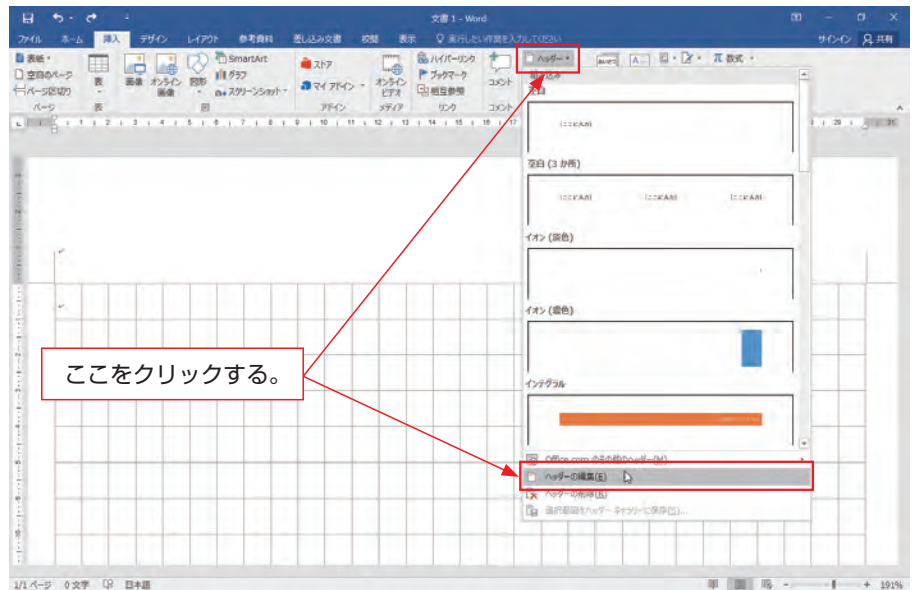 文書 1 - Word
ファイル ホーム 挿入 デザイン レイアウト 参考資料 差し込み文書 校閲 表示 実行したい作業を入力してください サインイン 共有
表紙
空白のページ
ページ区切り
ページ
表
表
画像
オンライン画像
図形
SmartArt
グラフ
スクリーンショット
図
ストア
マイ アドイン
アドイン
オンラインビデオ
メディア
ハイパーリンク
ブックマーク
相互参照
リンク
コメント
コメント
ヘッダー
数式
組み込み
空白
[ここに入力]
空白 (3 か所)
[ここに入力] [ここに入力] [ここに入力]
イオン (淡色)
イオン (濃色)
インテグラル
Office.com のその他のヘッダー(M)
ヘッダーの編集(E)
ヘッダーの削除(R)
選択範囲をヘッダー ギャラリーに保存(S)...
ここをクリックする。
1/1 ページ 0 文字 日本語 191%